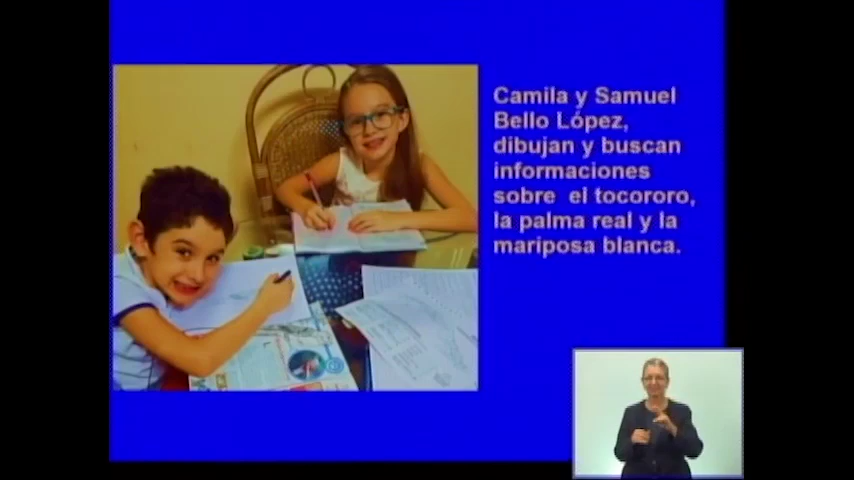 Camila y Samuel
Bello López,
dibujan y buscan
informaciones
sobre el tocororo,
la palma real y la
mariposa blanca.